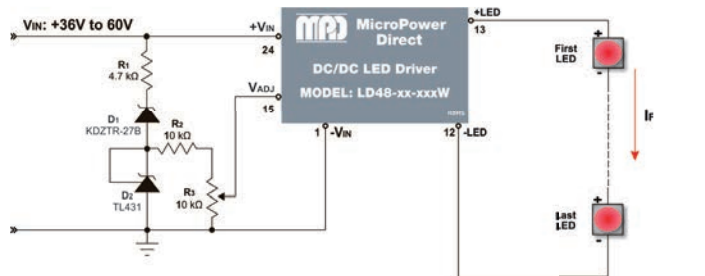 VIN: +36V to 60V
+VIN
24
MPD MicroPower
Direct
DC/DC LED Driver
MODEL: LD48-xx-xxxW
+LED
13
First
LED
+
-
R1
4.7 kΩ
VADJ
15
D1
KDZTR-27B
R2
10 kΩ
1
-VIN
12
-LED
IF
D2
TL431
R3
10 kΩ
Last
LED
+
-